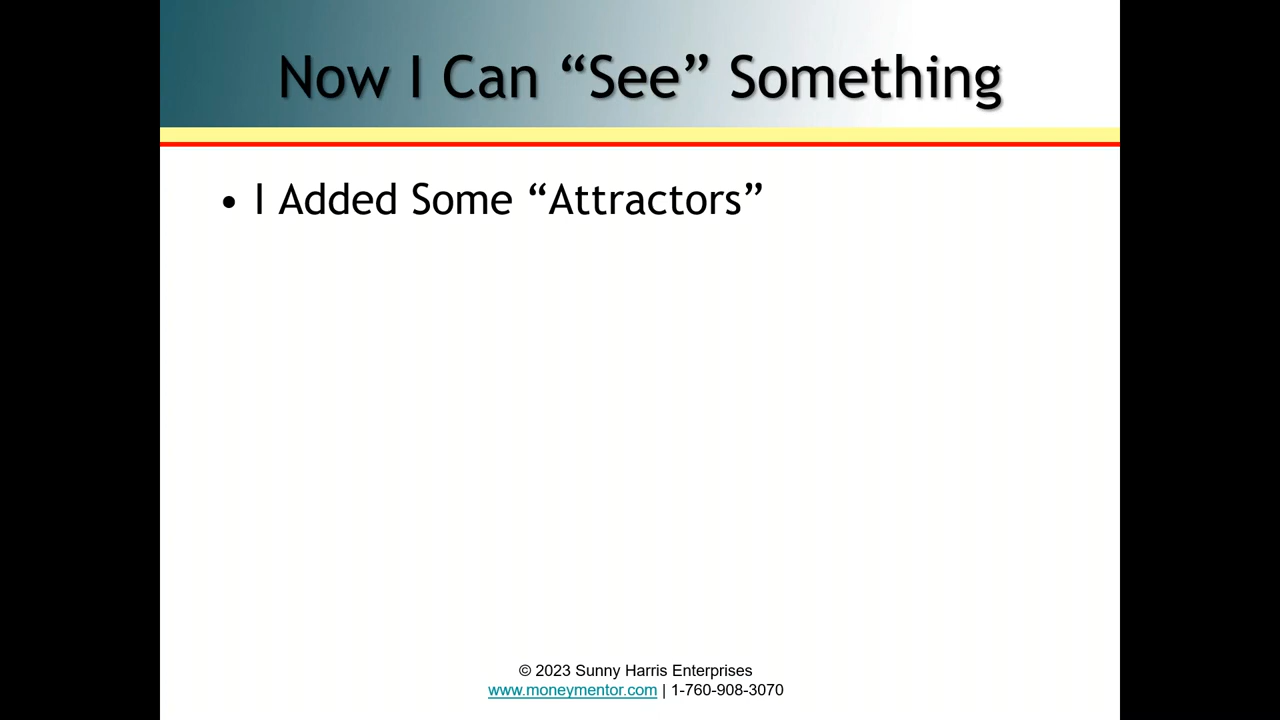 Now I Can “See” Something
• I Added Some “Attractors”
© 2023 Sunny Harris Enterprises
www.moneymentor.com | 1-760-908-3070